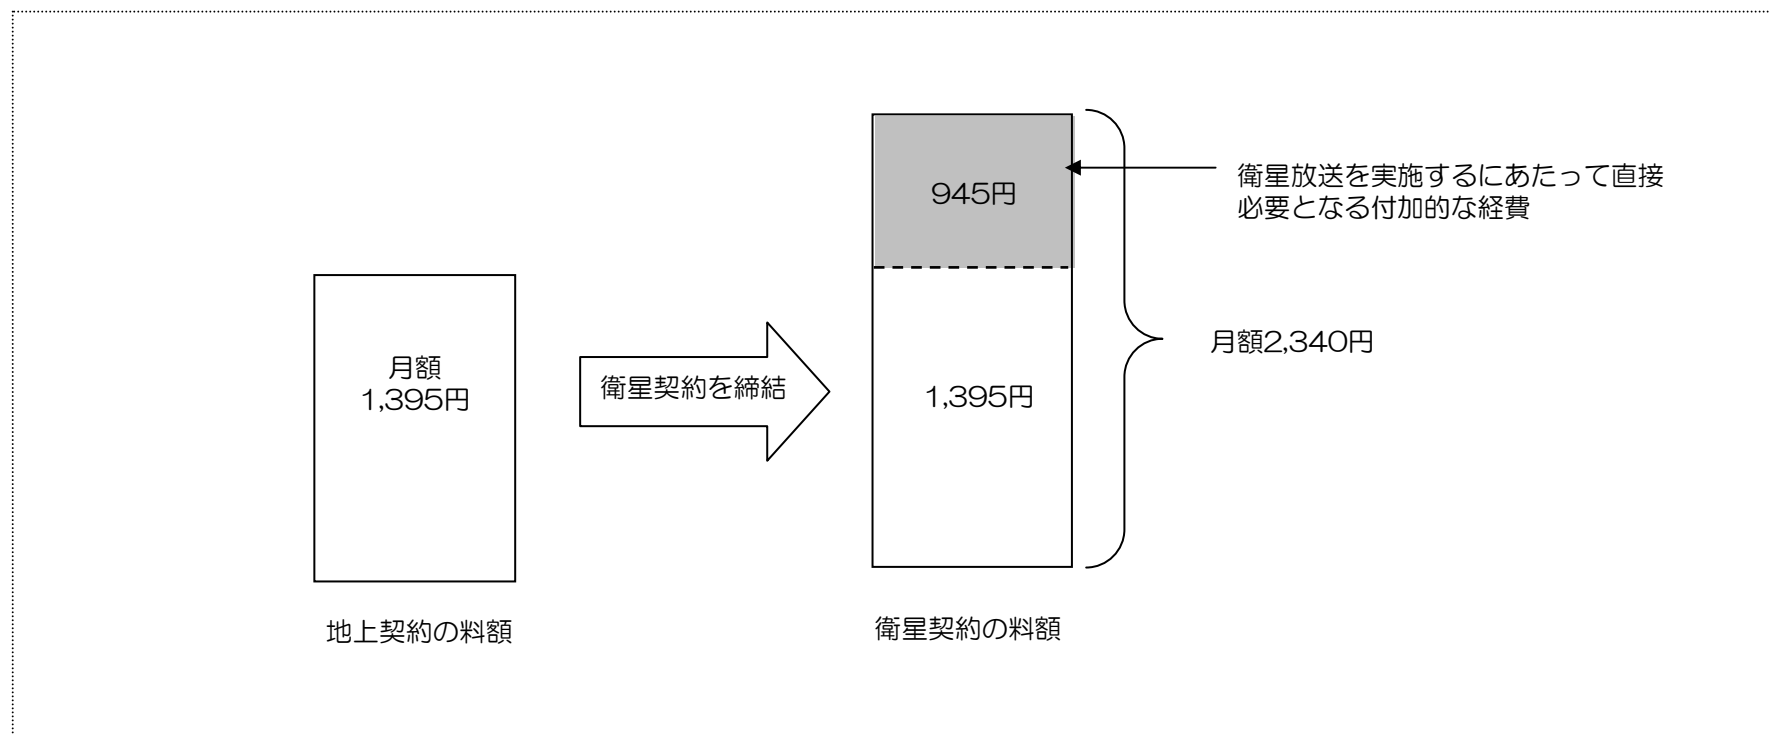 945円
衛星放送を実施するにあたって直接
必要となる付加的な経費
月額
1,395円
衛星契約を締結
1,395円
月額2,340円
地上契約の料額
衛星契約の料額